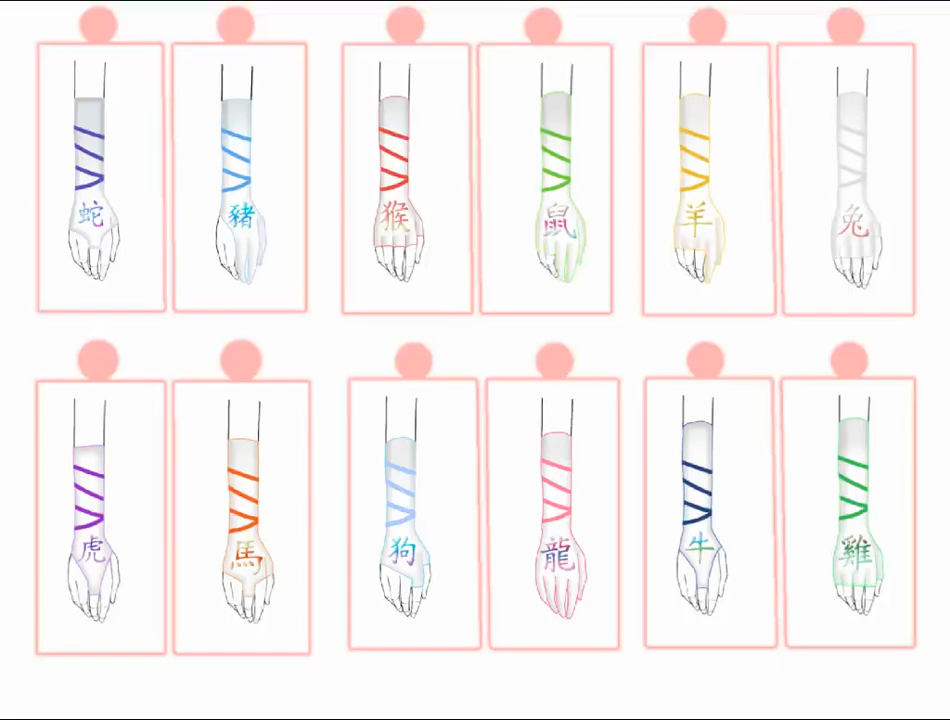 蛇 豬 猴 鼠 羊 兔
虎 馬 狗 龍 牛 雞